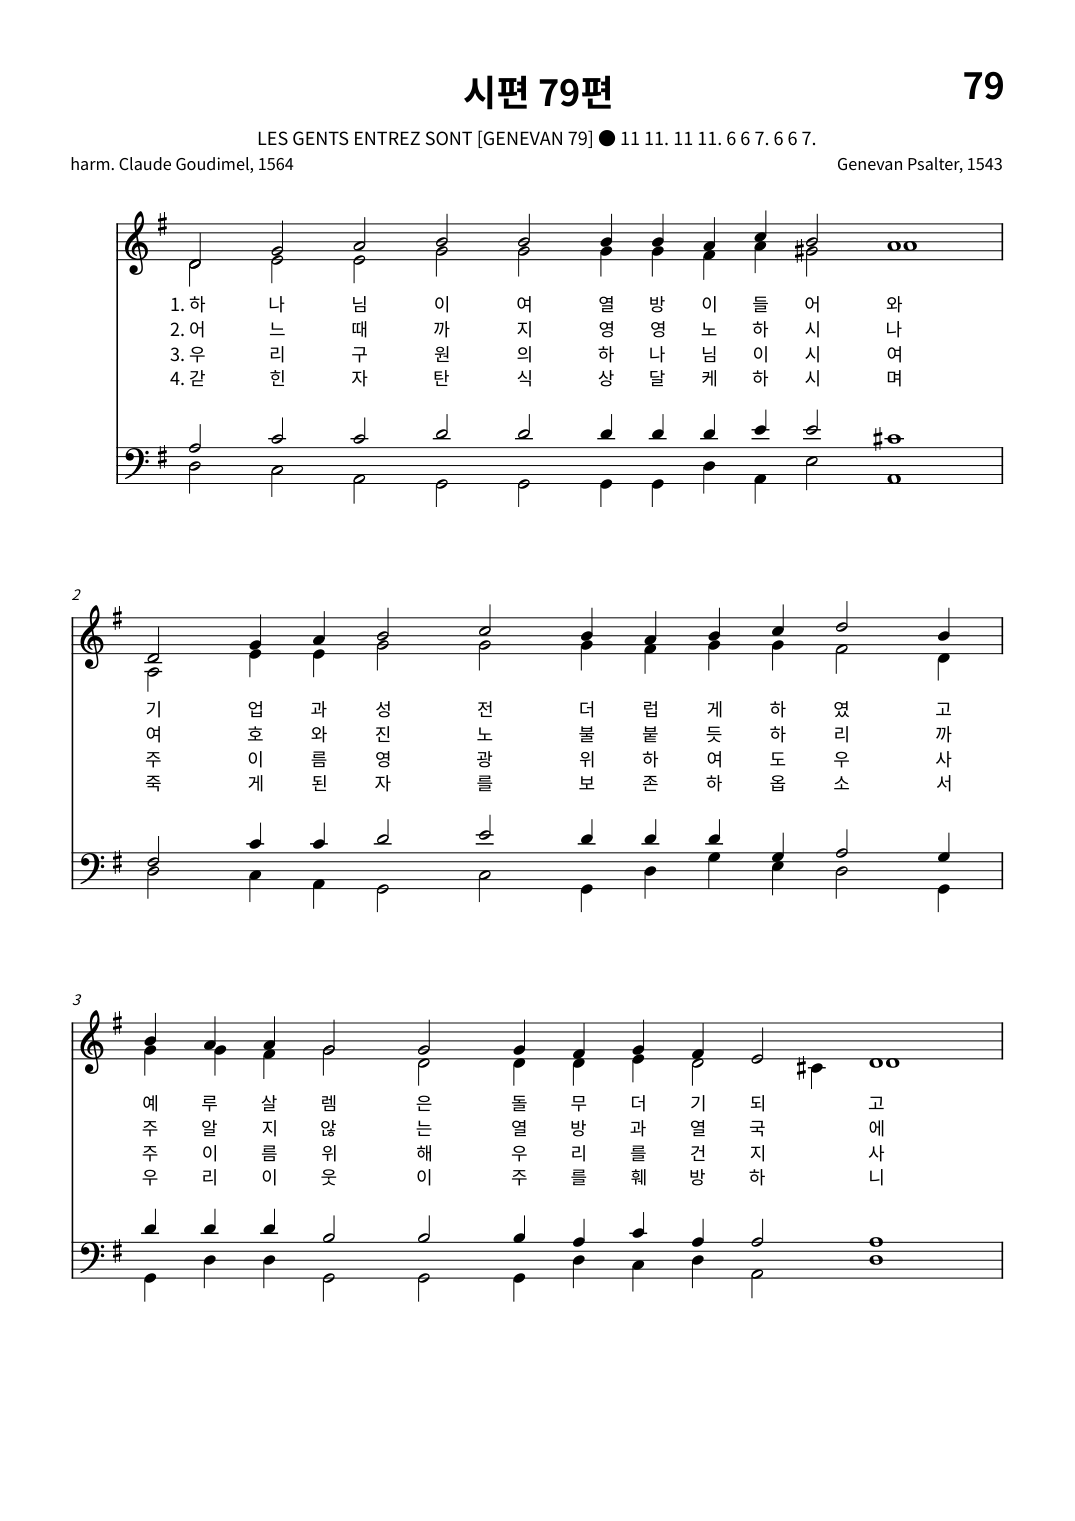 시편 79편
79
LES GENTS ENTREZ SONT [GENEVAN 79] ● 11 11. 11 11. 6 6 7. 6 6 7.
harm. Claude Goudimel, 1564
Genevan Psalter, 1543
1. 하 나 님 이 여 열 방 이 들 어 와
2. 어 느 때 까 지 영 영 노 하 시 나
3. 우 리 구 원 의 하 나 님 이 시 여
4. 갇 힌 자 탄 식 상 달 케 하 시 며
2
기 업 과 성 전 더 럽 게 하 였 고
여 호 와 진 노 불 붙 듯 하 리 까
주 이 름 영 광 위 하 여 도 우 사
죽 게 된 자 를 보 존 하 옵 소 서
3
예 루 살 렘 은 돌 무 더 기 되 고
주 알 지 않 는 열 방 과 열 국 에
주 이 름 위 해 우 리 를 건 지 사
우 리 이 웃 이 주 를 훼 방 하 니